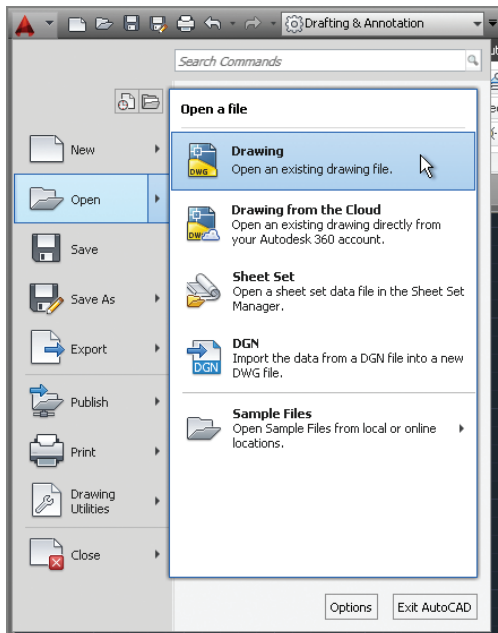 Drafting & Annotation
Search Commands
Open a file
New
Open
Save
Save As
Export
Publish
Print
Drawing
Utilities
Close
DWG
Drawing
Open an existing drawing file.
Drawing from the Cloud
Open an existing drawing directly from
your Autodesk 360 account.
Sheet Set
Open a sheet set data file in the Sheet Set
Manager.
DGN
DGN
Import the data from a DGN file into a new
DWG file.
Sample Files
Open Sample Files from local or online
locations.
Options
Exit AutoCAD